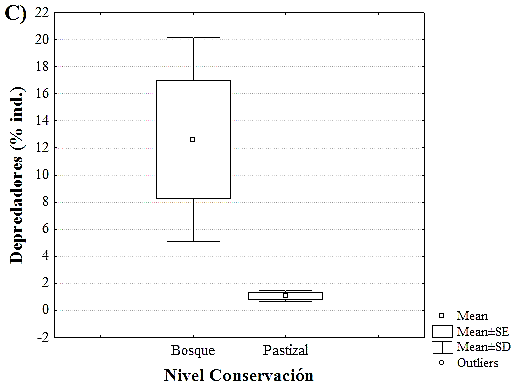 C)
Depredadores (% ind.)
22
20
18
16
14
12
10
8
6
4
2
0
-2
Bosque
Pastizal
Nivel Conservación
Mean
Mean±SE
Mean±SD
Outliers